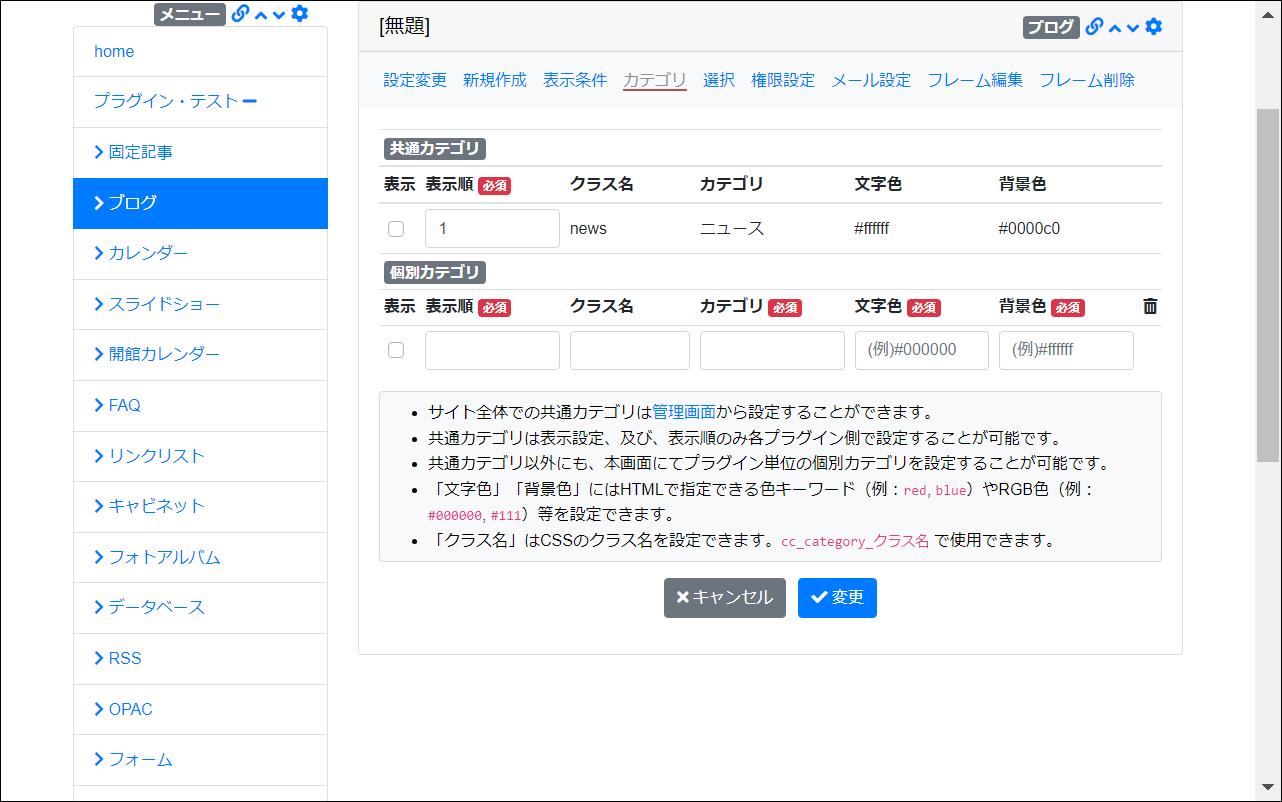 メニュー
home
プラグイン・テスト
固定記事
ブログ
カレンダー
スライドショー
開館カレンダー
FAQ
リンクリスト
キャビネット
フォトアルバム
データベース
RSS
OPAC
フォーム
[無題]
ブログ
設定変更 新規作成 表示条件 カテゴリ 選択 権限設定 メール設定 フレーム編集 フレーム削除
共通カテゴリ
表示 表示順 必須 クラス名 カテゴリ 文字色 背景色
1 news ニュース #ffffff #0000c0
個別カテゴリ
表示 表示順 必須 クラス名 カテゴリ 必須 文字色 必須 背景色 必須
(例)#000000 (例)#ffffff
サイト全体での共通カテゴリは管理画面から設定することができます。
共通カテゴリは表示設定、及び、表示順のみ各プラグイン側で設定することが可能です。
共通カテゴリ以外にも、本画面にてプラグイン単位の個別カテゴリを設定することが可能です。
「文字色」「背景色」にはHTMLで指定できる色キーワード（例：red, blue）やRGB色（例：
#000000, #111）等を設定できます。
「クラス名」はCSSのクラス名を設定できます。cc_category_クラス名 で使用できます。
キャンセル 変更